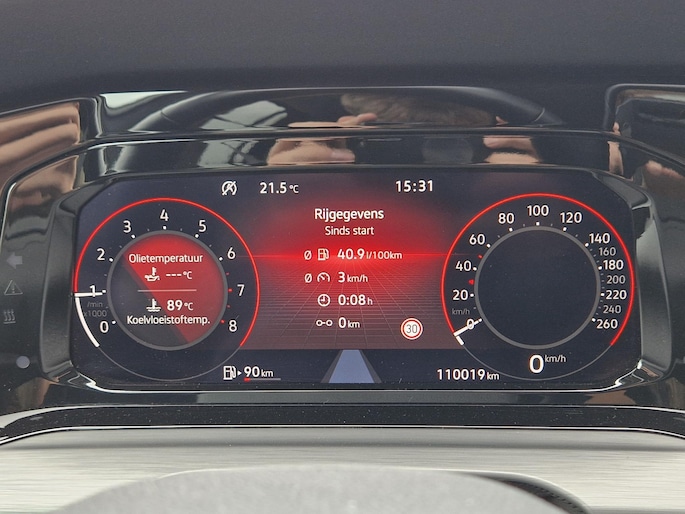 21.5 °C
15:31
Rijgegevens
Sinds start
Ø 40.9 l/100km
Ø 3 km/h
0:08 h
0 km
30
Olietemperatuur
--- °C
89 °C
Koelvloeistoftemp.
0 1 2 3 4 5 6 7 8
/min
x1000
0 20 40 60 80 100 120 140 160 180 200 220 240 260
km/h
0 km/h
90 km
110019 km